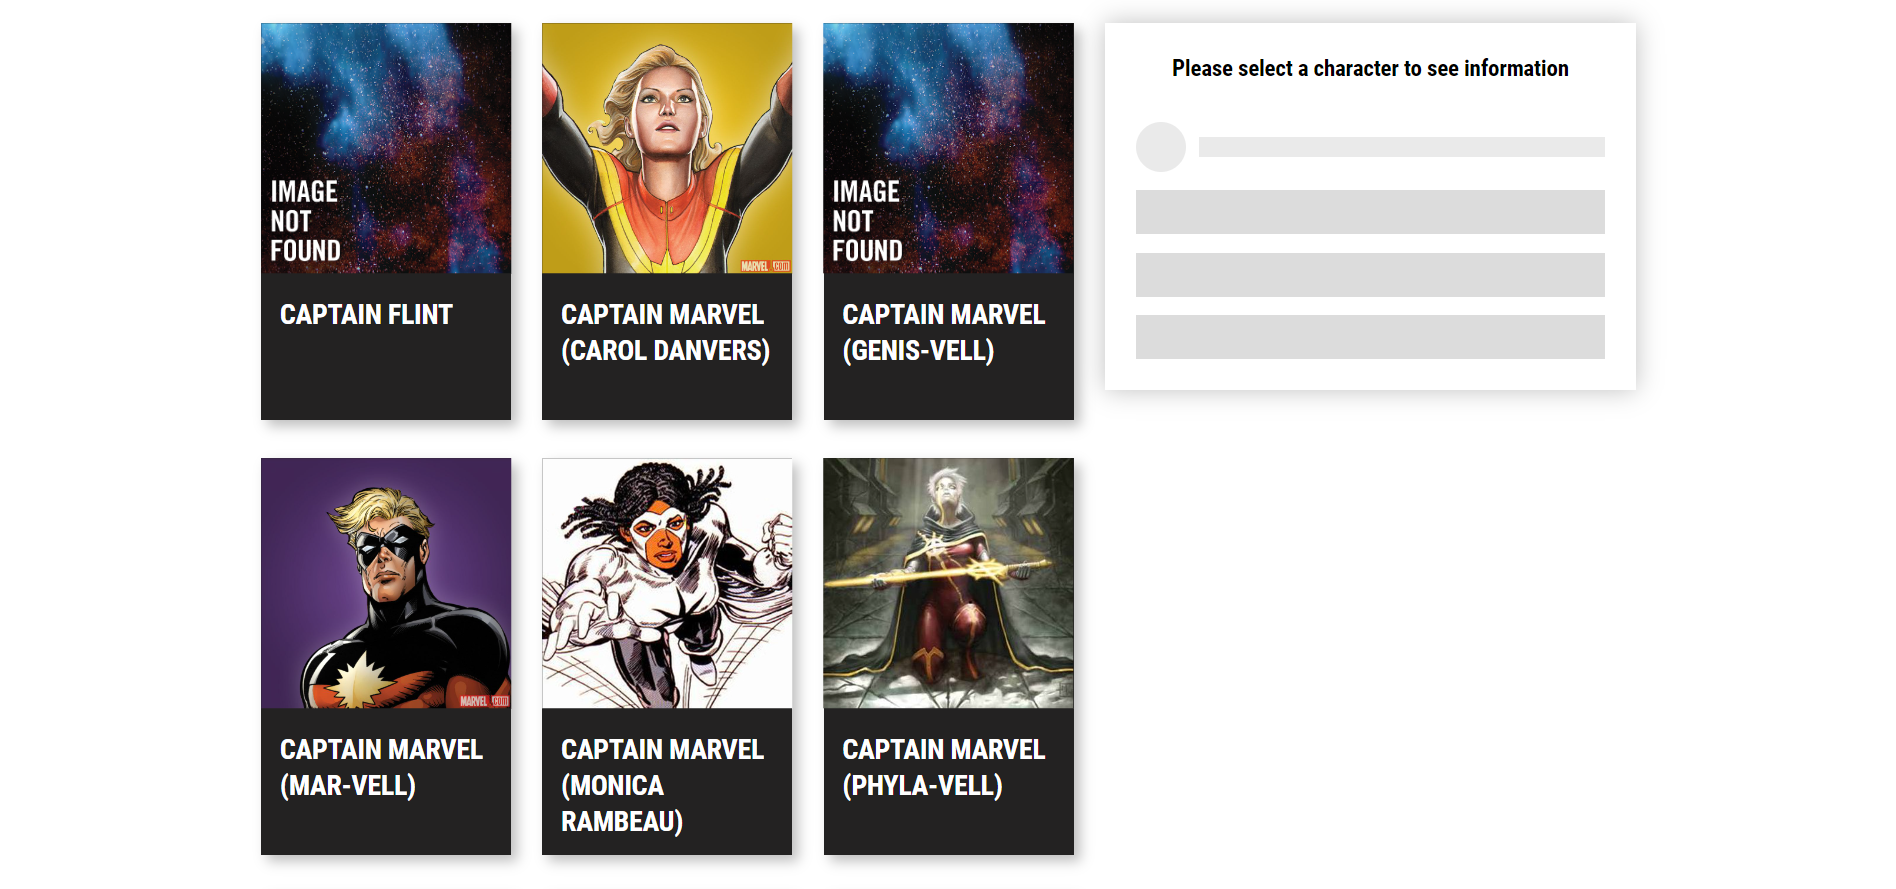 IMAGE
NOT
FOUND
CAPTAIN FLINT
MARVEL.COM
CAPTAIN MARVEL
(CAROL DANVERS)
IMAGE
NOT
FOUND
CAPTAIN MARVEL
(GENIS-VELL)
Please select a character to see information
MARVEL.COM
CAPTAIN MARVEL
(MAR-VELL)
CAPTAIN MARVEL
(MONICA
RAMBEAU)
CAPTAIN MARVEL
(PHYLA-VELL)